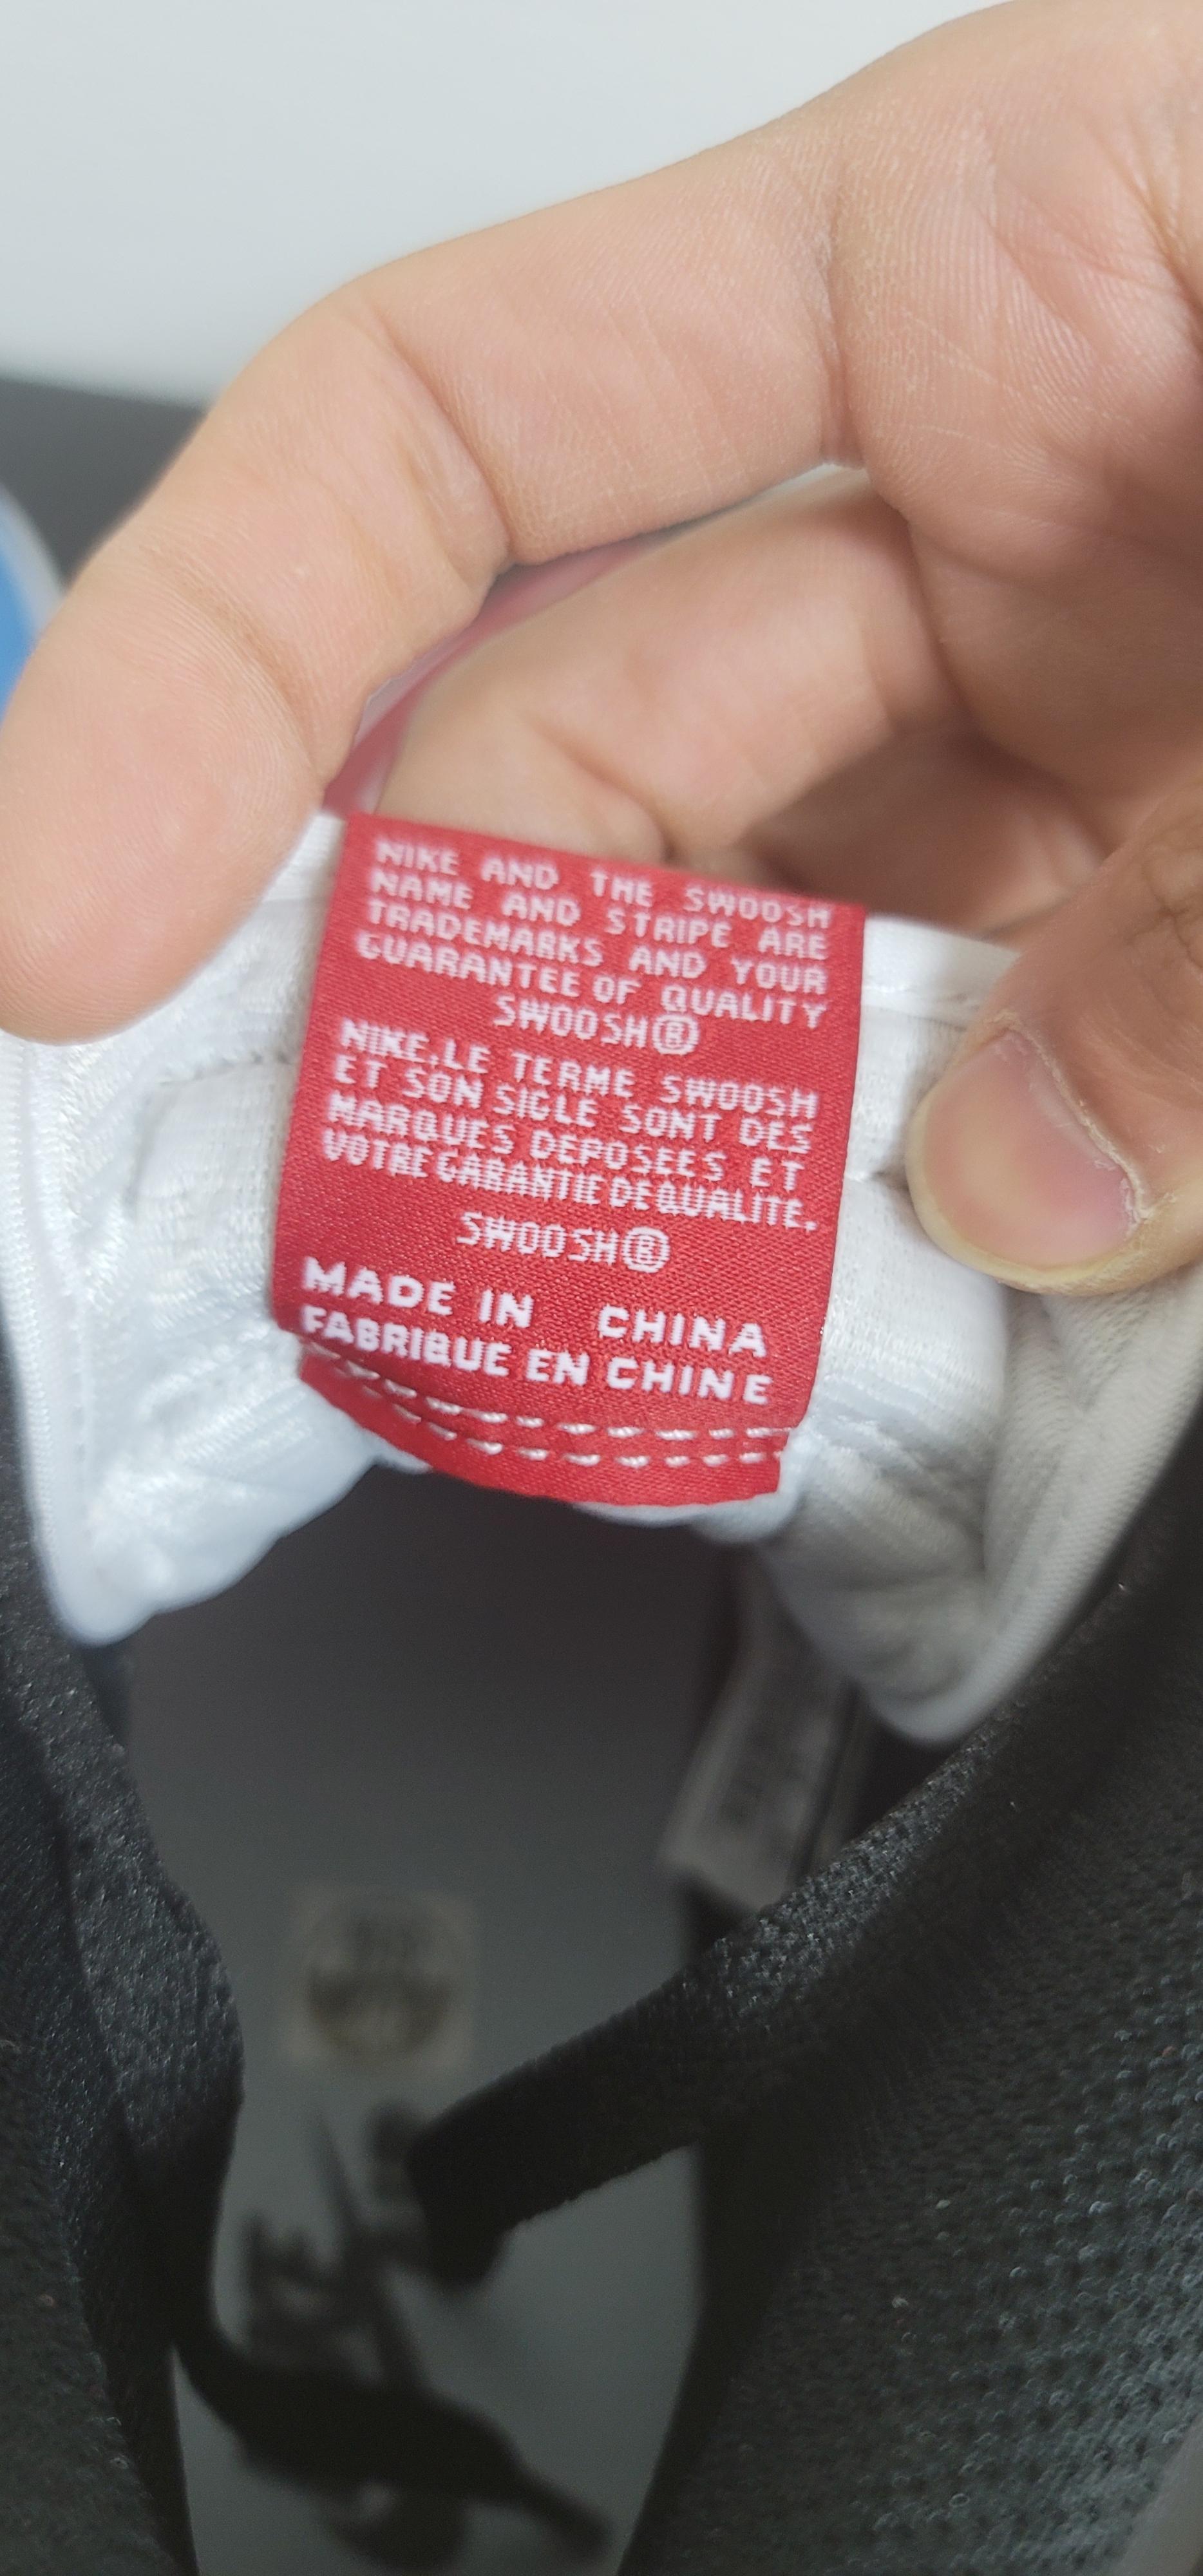 NIKE AND THE SWOOSH
NAME AND STRIPE ARE
TRADEMARKS AND YOUR
GUARANTEE OF QUALITY
SWOOSH®
NIKE,LE TERME SWOOSH
ET SON SIGLE SONT DES
MARQUES DEPOSEES ET
VOTRE GARANTIE DE QUALITE.
SWOOSH®
MADE IN CHINA
FABRIQUE EN CHINE